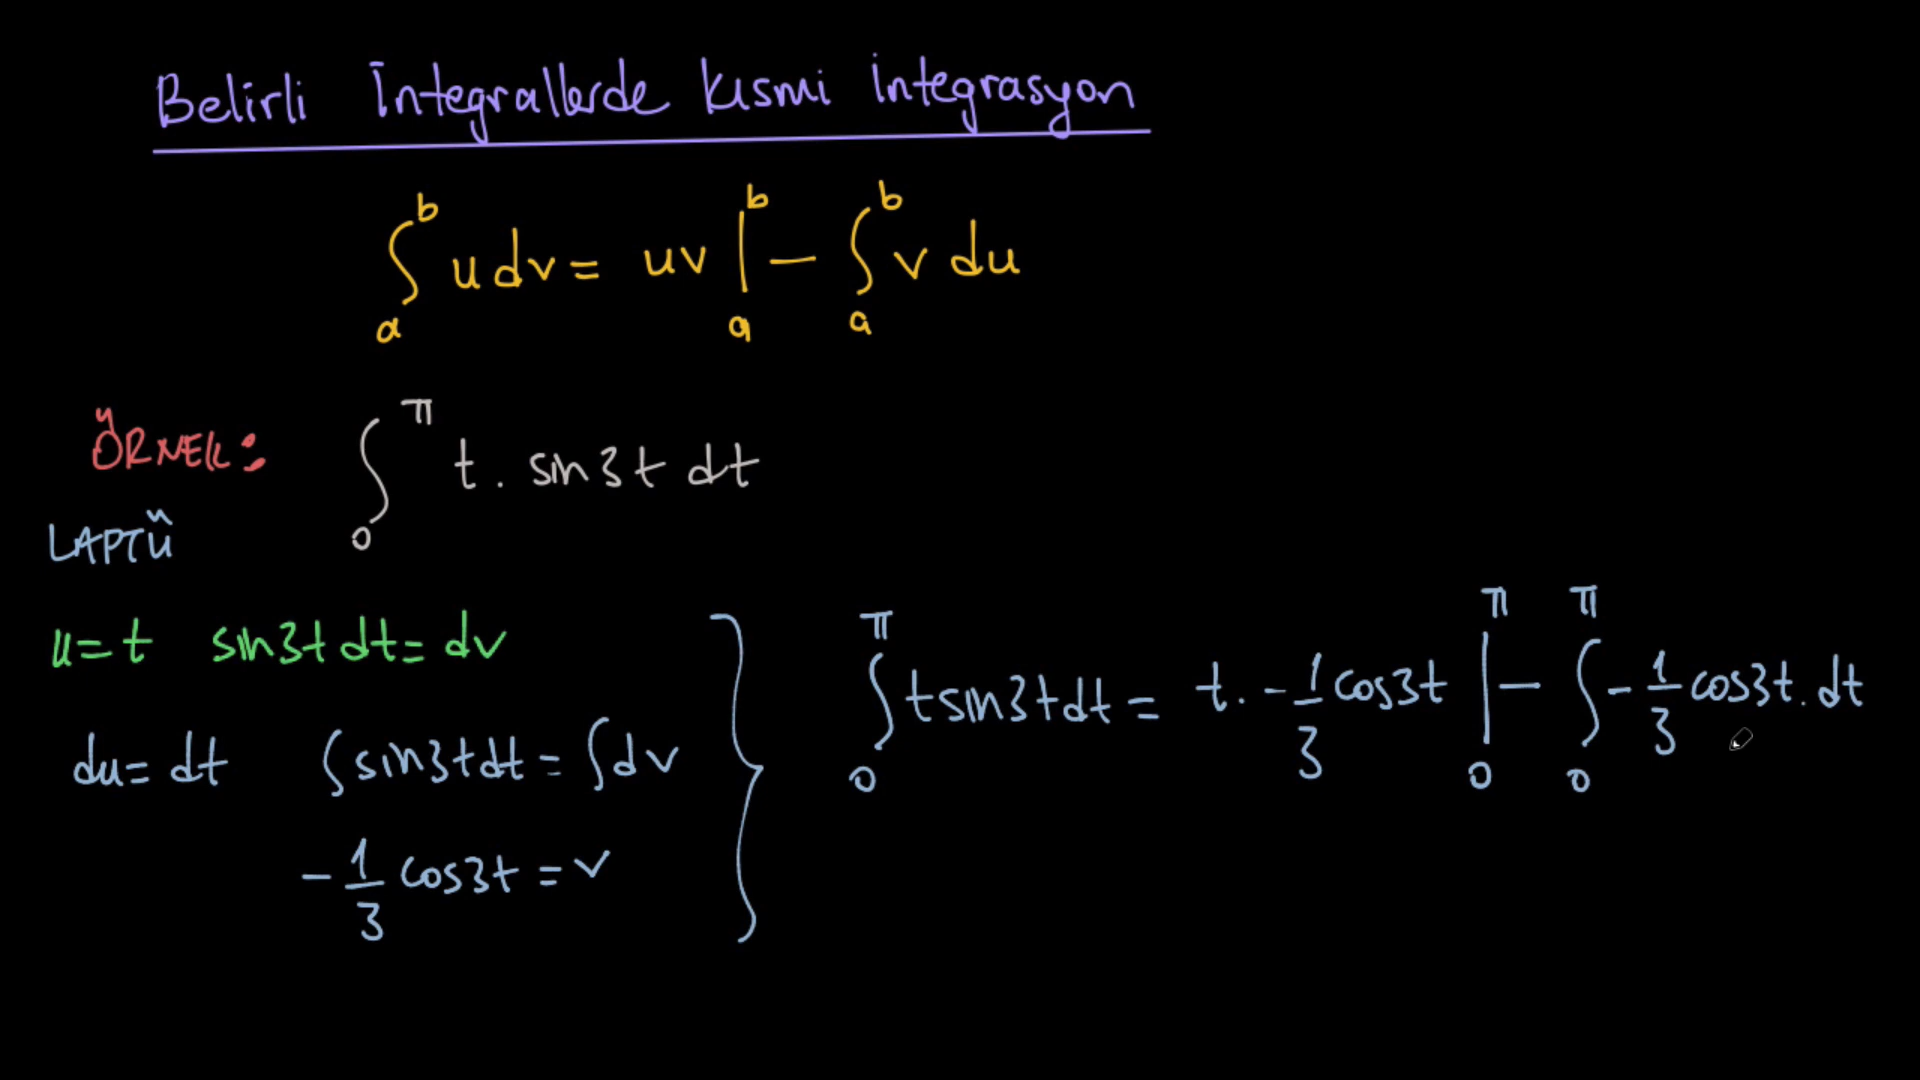 Belirli İntegrallerde kısmi integrasyon
∫_a^b u dv = uv |_a^b − ∫_a^b v du
ÖRNEK: ∫_0^π t . sin3t dt
LAPTÜ
u = t sin3t dt = dv
du = dt ∫ sin3t dt = ∫ dv
−1/3 cos3t = v
∫_0^π t sin3t dt = t . −1/3 cos3t |_0^π − ∫_0^π −1/3 cos3t . dt